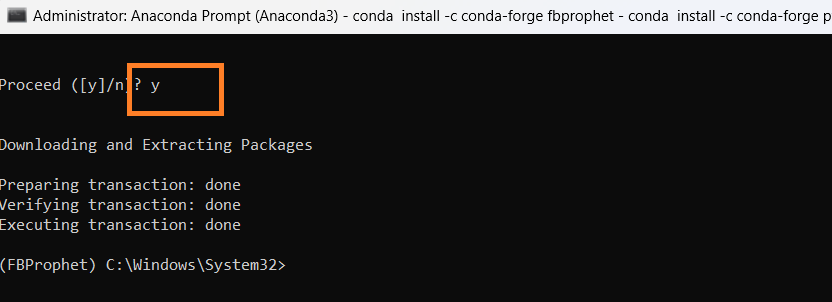 Administrator: Anaconda Prompt (Anaconda3) - conda  install -c conda-forge fbprophet - conda  install -c conda-forge p
Proceed ([y]/n)? y
Downloading and Extracting Packages
Preparing transaction: done
Verifying transaction: done
Executing transaction: done
(FBProphet) C:\Windows\System32>